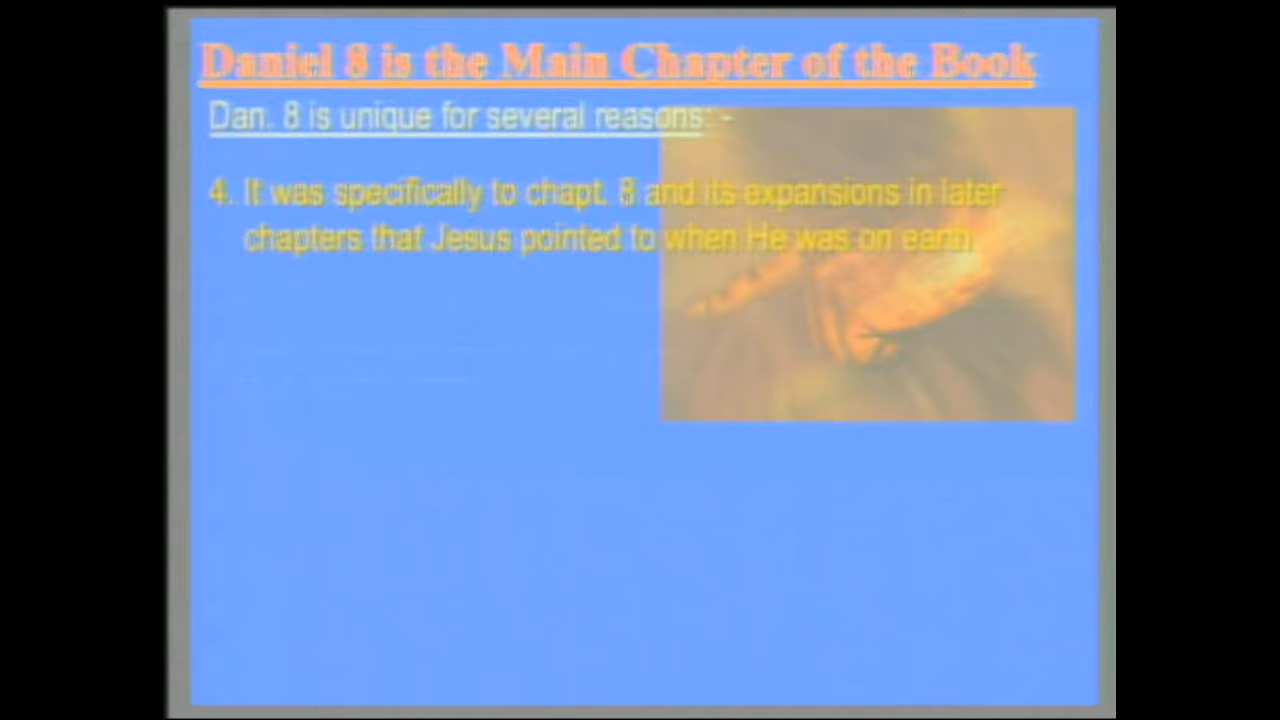 Daniel 8 is the Main Chapter of the Book
Dan. 8 is unique for several reasons: -
4. It was specifically to chapt. 8 and its expansions in later
chapters that Jesus pointed to when He was on earth